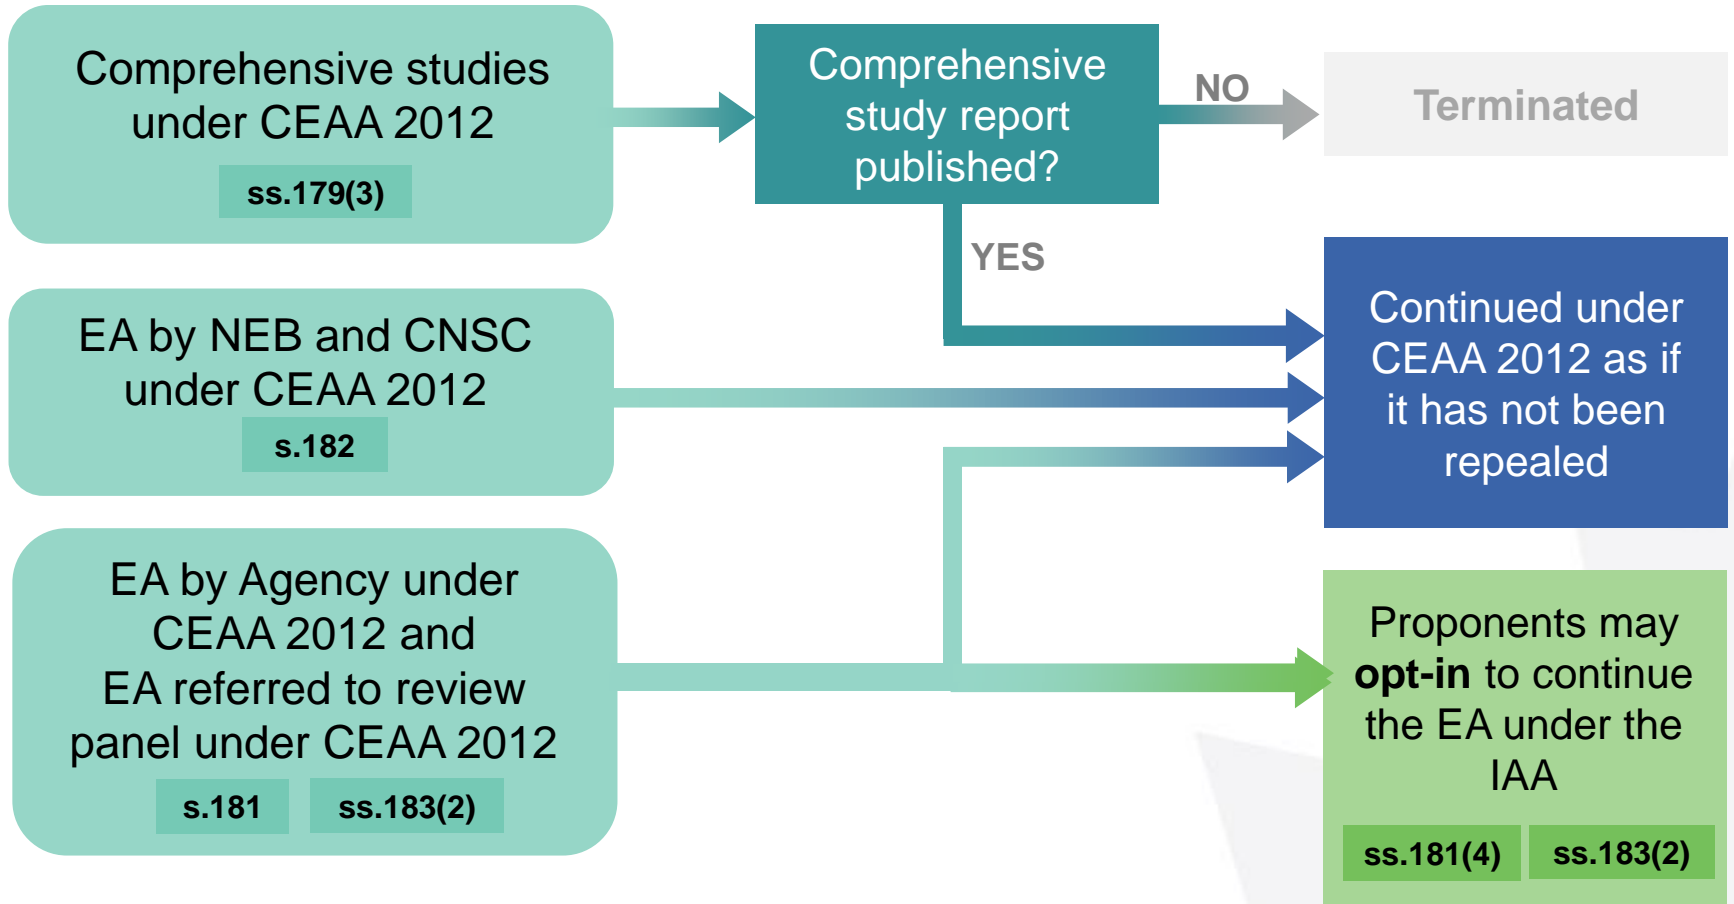 Comprehensive studies
under CEAA 2012
ss.179(3)
Comprehensive
study report
published?
NO
Terminated
YES
EA by NEB and CNSC
under CEAA 2012
s.182
Continued under
CEAA 2012 as if
it has not been
repealed
EA by Agency under
CEAA 2012 and
EA referred to review
panel under CEAA 2012
s.181
ss.183(2)
Proponents may
opt-in to continue
the EA under the
IAA
ss.181(4)
ss.183(2)